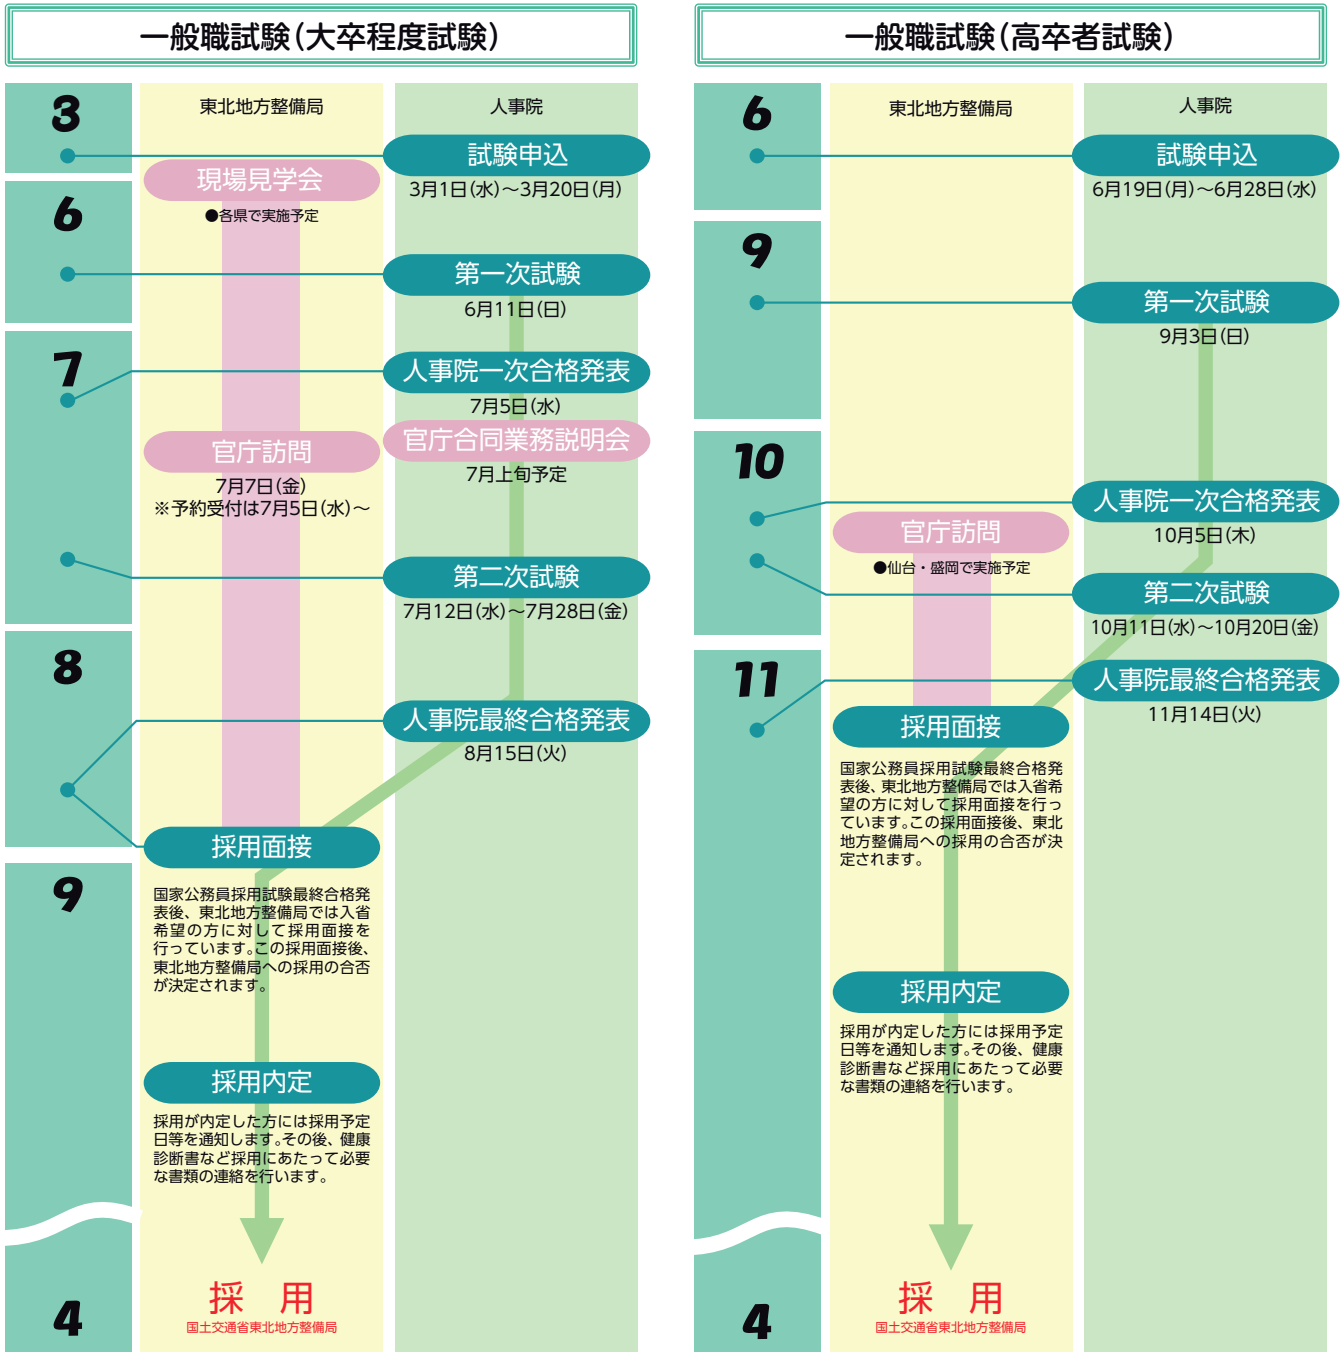 一般職試験(大卒程度試験)
3
東北地方整備局
人事院
試験申込
3月1日(水)～3月20日(月)
現場見学会
●各県で実施予定
6
第一次試験
6月11日(日)
7
人事院一次合格発表
7月5日(水)
官庁合同業務説明会
7月上旬予定
官庁訪問
7月7日(金)
※予約受付は7月5日(水)～
第二次試験
7月12日(水)～7月28日(金)
8
人事院最終合格発表
8月15日(火)
採用面接
9
国家公務員採用試験最終合格発
表後、東北地方整備局では入省
希望の方に対して採用面接を
行っています。この採用面接後、
東北地方整備局への採用の合否
が決定されます。
採用内定
採用が内定した方には採用予定
日等を通知します。その後、健康
診断書など採用にあたって必要
な書類の連絡を行います。
4
採 用
国土交通省東北地方整備局
一般職試験(高卒者試験)
6
東北地方整備局
人事院
試験申込
6月19日(月)～6月28日(水)
9
第一次試験
9月3日(日)
10
人事院一次合格発表
10月5日(木)
官庁訪問
●仙台・盛岡で実施予定
第二次試験
10月11日(水)～10月20日(金)
11
人事院最終合格発表
11月14日(火)
採用面接
国家公務員採用試験最終合格発
表後、東北地方整備局では入省希
望の方に対して採用面接を行っ
ています。この採用面接後、東北
地方整備局への採用の合否が決
定されます。
採用内定
採用が内定した方には採用予定
日等を通知します。その後、健康
診断書など採用にあたって必要
な書類の連絡を行います。
4
採 用
国土交通省東北地方整備局